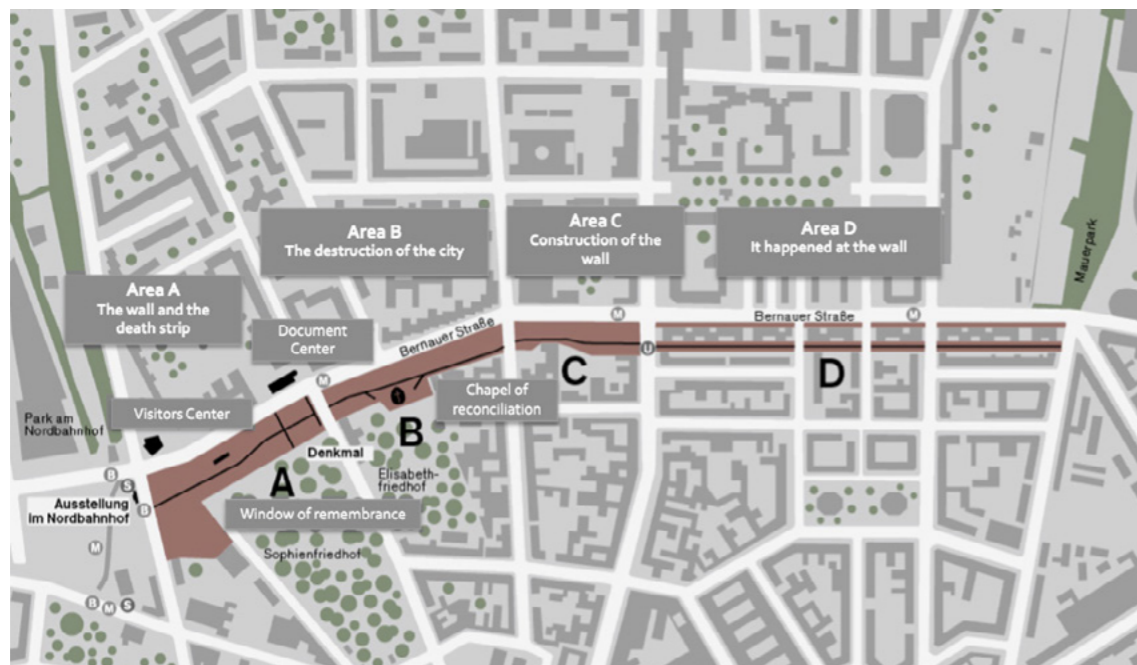 Area A
The wall and the
death strip
Area B
The destruction of the city
Area C
Construction of the
wall
Area D
It happened at the wall
Mauerpark
Document
Center
Bernauer Straße
M
Bernauer Straße
M
U
M
Visitors Center
Chapel of
reconciliation
C
D
Park am
Nordbahnhof
B
Denkmal
Elisabeth-
friedhof
A
B
S
Ausstellung
im Nordbahnhof
B
Window of remembrance
M
Sophienfriedhof
B
M
S